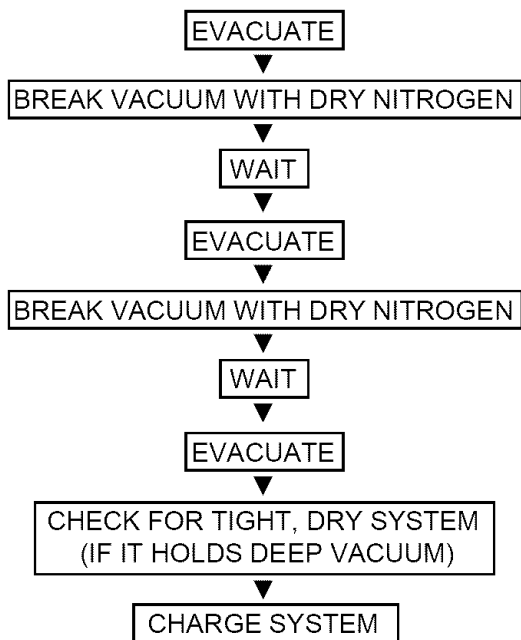 EVACUATE
BREAK VACUUM WITH DRY NITROGEN
WAIT
EVACUATE
BREAK VACUUM WITH DRY NITROGEN
WAIT
EVACUATE
CHECK FOR TIGHT, DRY SYSTEM
(IF IT HOLDS DEEP VACUUM)
CHARGE SYSTEM